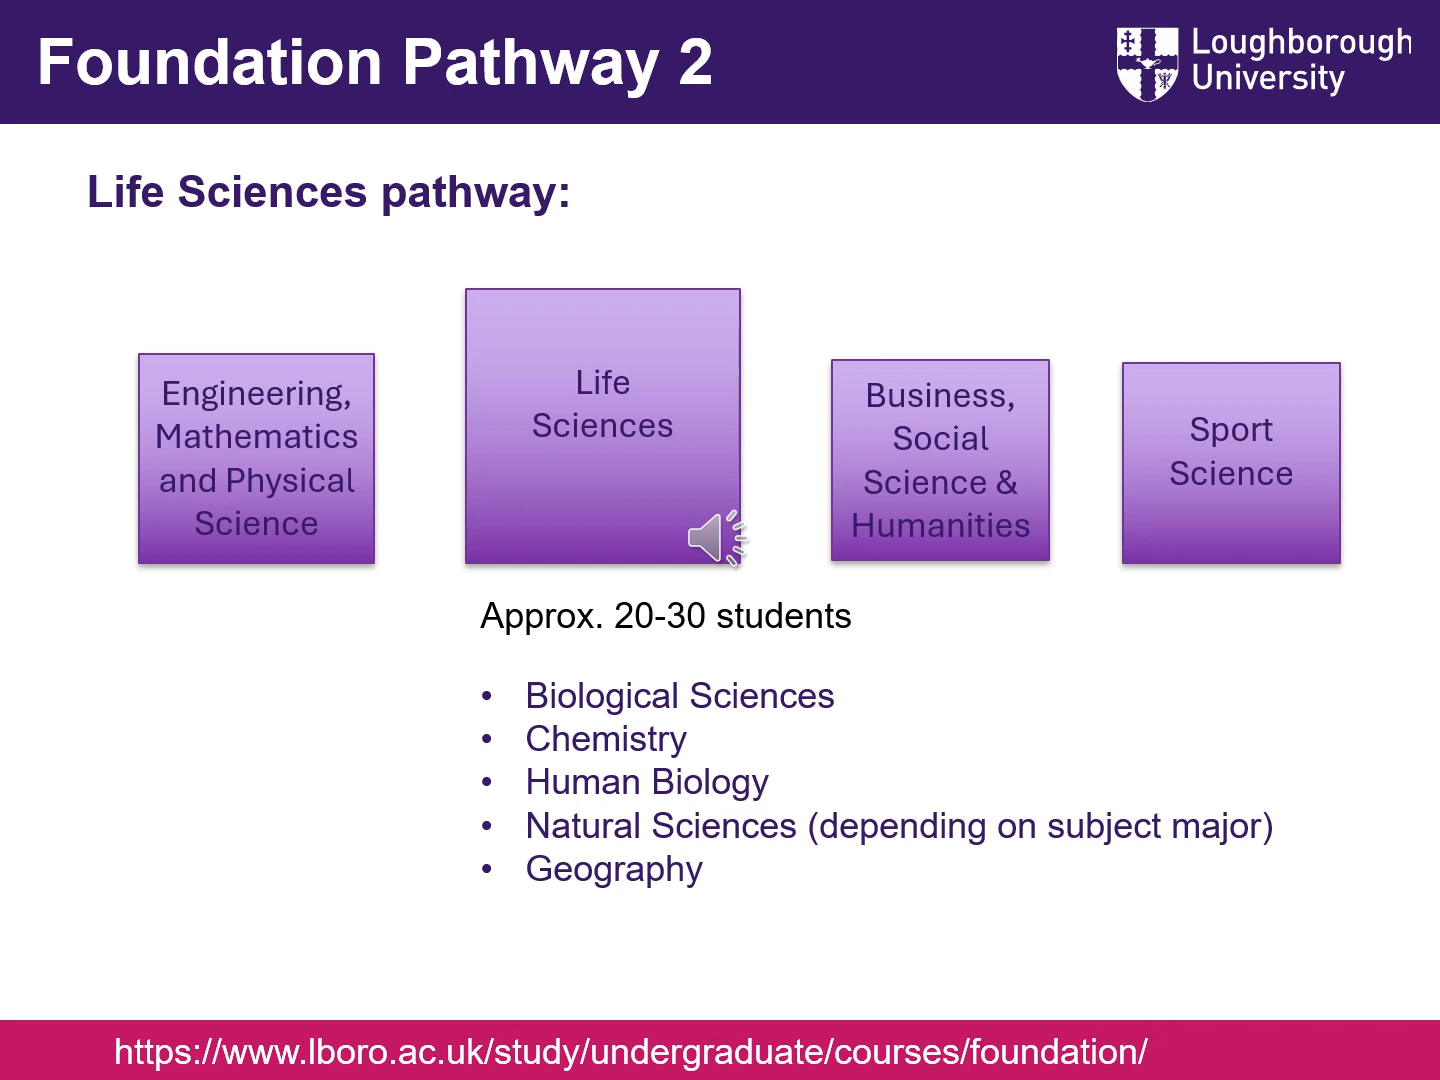 Foundation Pathway 2
Loughborough
University
Life Sciences pathway:
Engineering,
Mathematics
and Physical
Science
Life
Sciences
Business,
Social
Science &
Humanities
Sport
Science
Approx. 20-30 students
• Biological Sciences
• Chemistry
• Human Biology
• Natural Sciences (depending on subject major)
• Geography
https://www.lboro.ac.uk/study/undergraduate/courses/foundation/